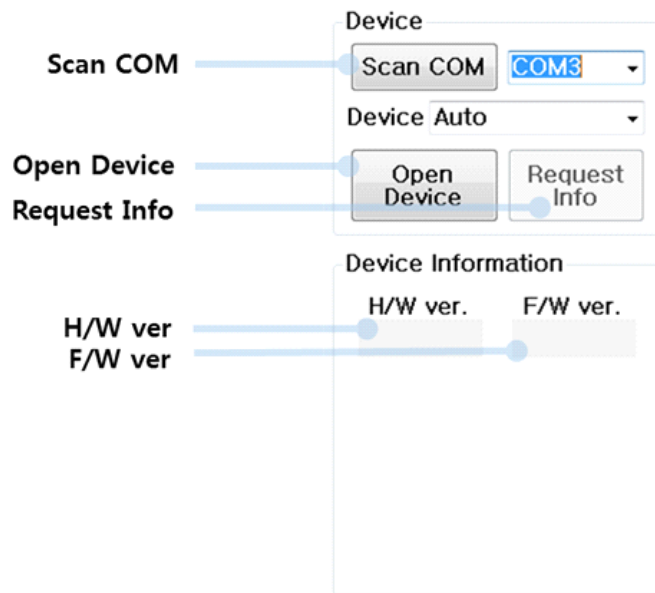 Device
Scan COM
Scan COM COM3
Device Auto
Open Device
Request Info
Open
Device
Request
Info
Device Information
H/W ver. F/W ver.
H/W ver
F/W ver